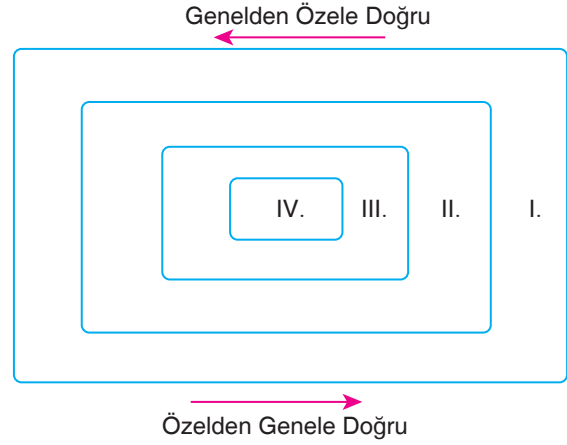 Genelden Özele Doğru
IV. III. II. I.
Özelden Genele Doğru